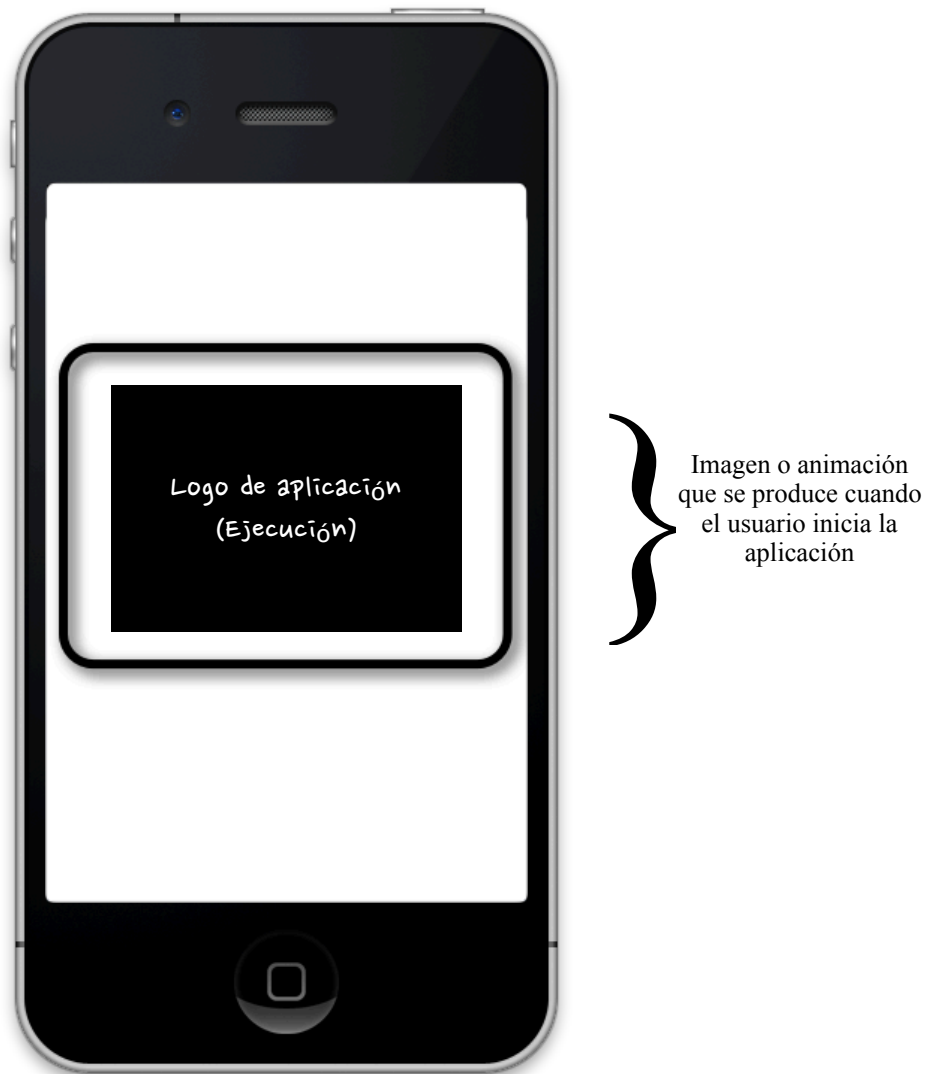 Logo de aplicación
(Ejecución)
Imagen o animación
que se produce cuando
el usuario inicia la
aplicación